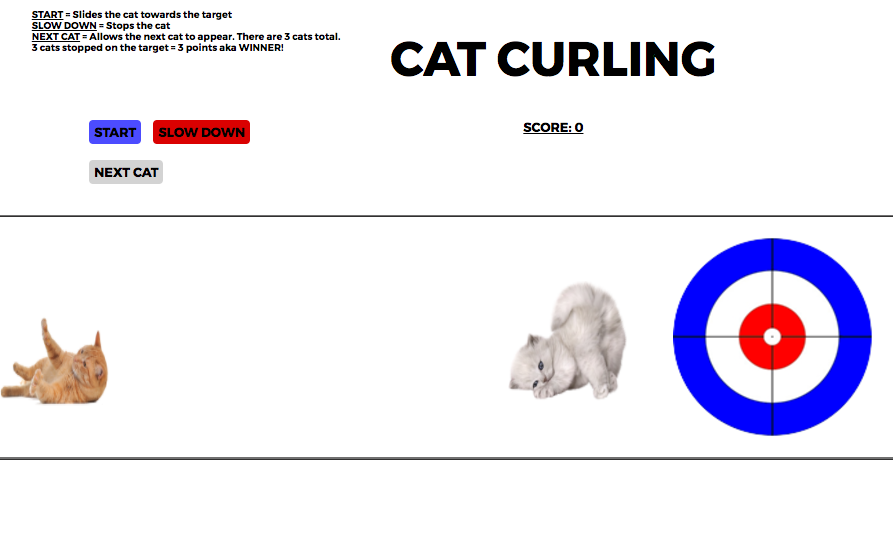 START = Slides the cat towards the target
SLOW DOWN = Stops the cat
NEXT CAT = Allows the next cat to appear. There are 3 cats total.
3 cats stopped on the target = 3 points aka WINNER!
CAT CURLING
START
SLOW DOWN
SCORE: 0
NEXT CAT